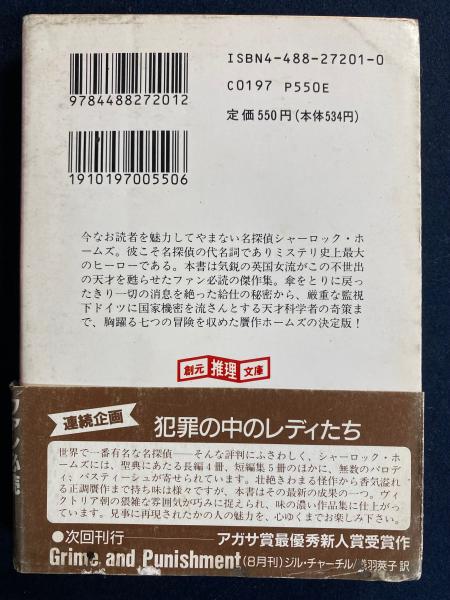 ISBN4-488-27201-0
9784488272012
C0197 P550E
定価550円(本体534円)
1910197005506
今なお読者を魅力してやまない名探偵シャーロック・ホ
ームズ。彼こそ名探偵の代名詞でありミステリ史上最大
のヒーローである。本書は気鋭の英国女流がこの不世出
の天才を甦らせたファン必読の傑作集。傘をとりに戻っ
たきり一切の消息を絶った給仕の秘密から、厳重な監視
下ドイツに国家機密を流さんとする天才科学者の奇策ま
で、胸躍る七つの冒険を収めた贋作ホームズの決定版!
創元 推理 文庫
連続企画 犯罪の中のレディたち
世界で一番有名な名探偵──そんな評判にふさわしく、シャーロック・ホ
ームズには、聖典にあたる長編4冊、短編集5冊のほかに、無数のパロデ
ィ、パスティーシュが寄せられています。壮絶きわまる怪作から香気溢れ
る正調贋作まで持ち味は様々ですが、本書はその最新の成果の一つ。ヴィ
クトリア朝の猥雑な雰囲気が巧みに捉えられ、味の濃い作品集に仕上がっ
ています。見事に再現されたかの人の魅力を、心ゆくまでお楽しみ下さい。
●次回刊行 ──アガサ賞最優秀新人賞受賞作
Grime and Punishment(8月刊)ジル・チャーチル/浅羽莢子訳